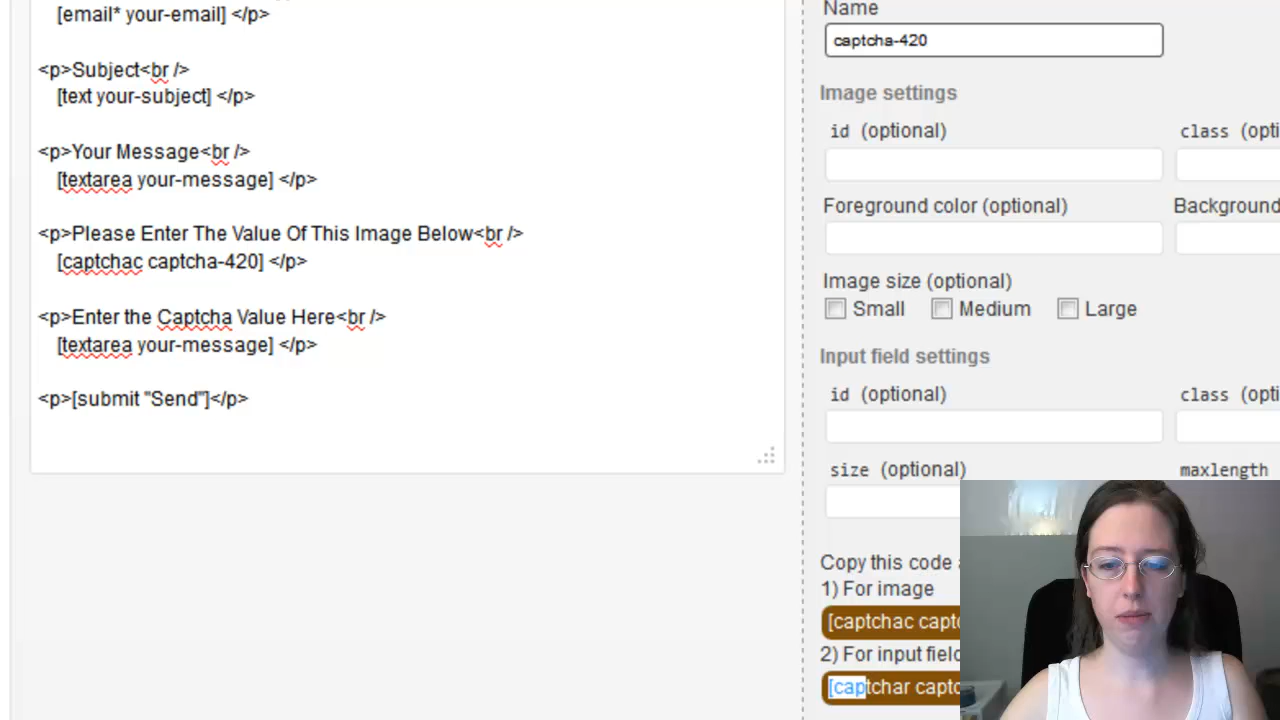 [email* your-email] </p>
<p>Subject<br />
[text your-subject] </p>
<p>Your Message<br />
[textarea your-message] </p>
<p>Please Enter The Value Of This Image Below<br />
[captchac captcha-420] </p>
<p>Enter the Captcha Value Here<br />
[textarea your-message] </p>
<p>[submit "Send"]</p>
Name
captcha-420
Image settings
id (optional)
class (opti
Foreground color (optional)
Background
Image size (optional)
Small
Medium
Large
Input field settings
id (optional)
class (opti
size (optional)
maxlength
Copy this code
1) For image
[captchac captc
2) For input field
[captchar captc